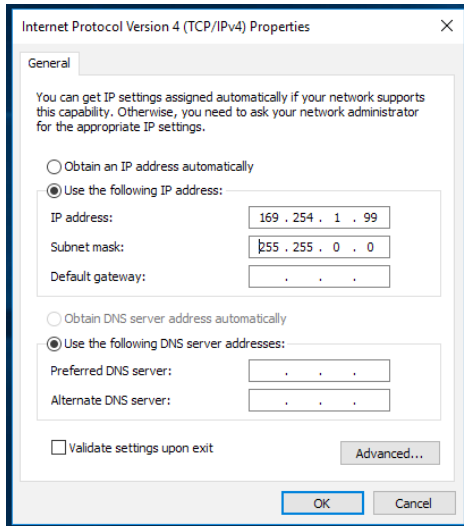 Internet Protocol Version 4 (TCP/IPv4) Properties
General
You can get IP settings assigned automatically if your network supports
this capability. Otherwise, you need to ask your network administrator
for the appropriate IP settings.
Obtain an IP address automatically
Use the following IP address:
IP address: 169 . 254 . 1 . 99
Subnet mask: 255 . 255 . 0 . 0
Default gateway: . . .
Obtain DNS server address automatically
Use the following DNS server addresses:
Preferred DNS server: . . .
Alternate DNS server: . . .
Validate settings upon exit
Advanced...
OK Cancel